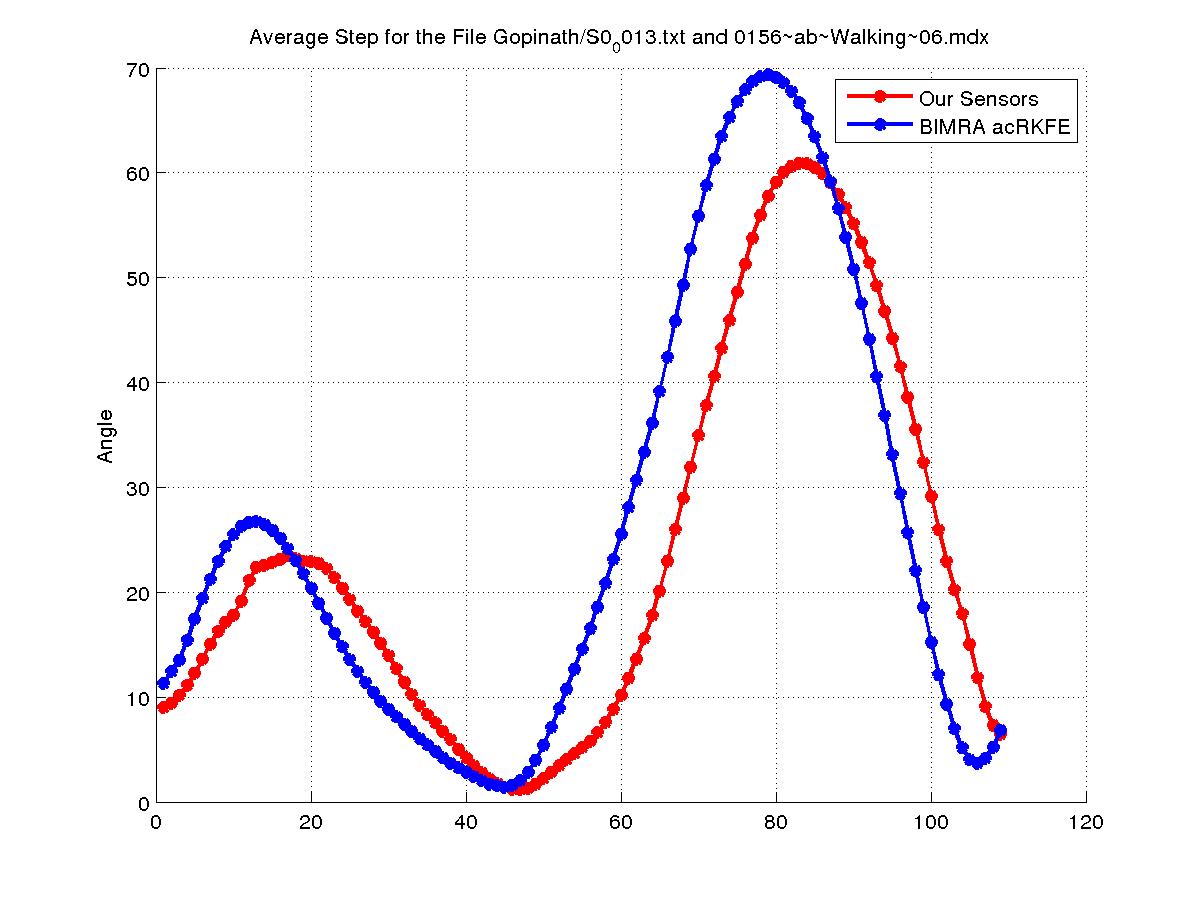 Average Step for the File Gopinath/S0₀013.txt and 0156~ab~Walking~06.mdx
70
60
50
40
30
20
10
0
Angle
Our Sensors
BIMRA acRKFE
0 20 40 60 80 100 120